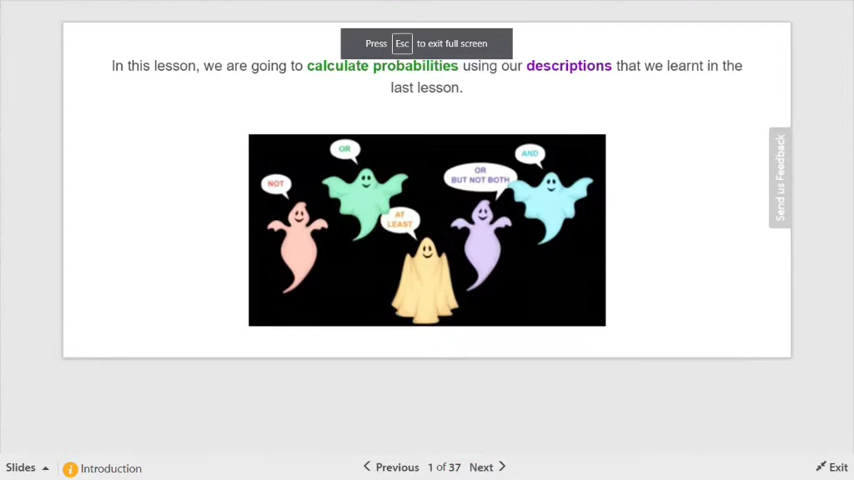 Press Esc to exit full screen
In this lesson, we are going to calculate probabilities using our descriptions that we learnt in the
last lesson.
OR
AND
NOT
OR
BUT NOT BOTH
AT
LEAST
Send us Feedback
Slides Introduction Previous 1 of 37 Next Exit